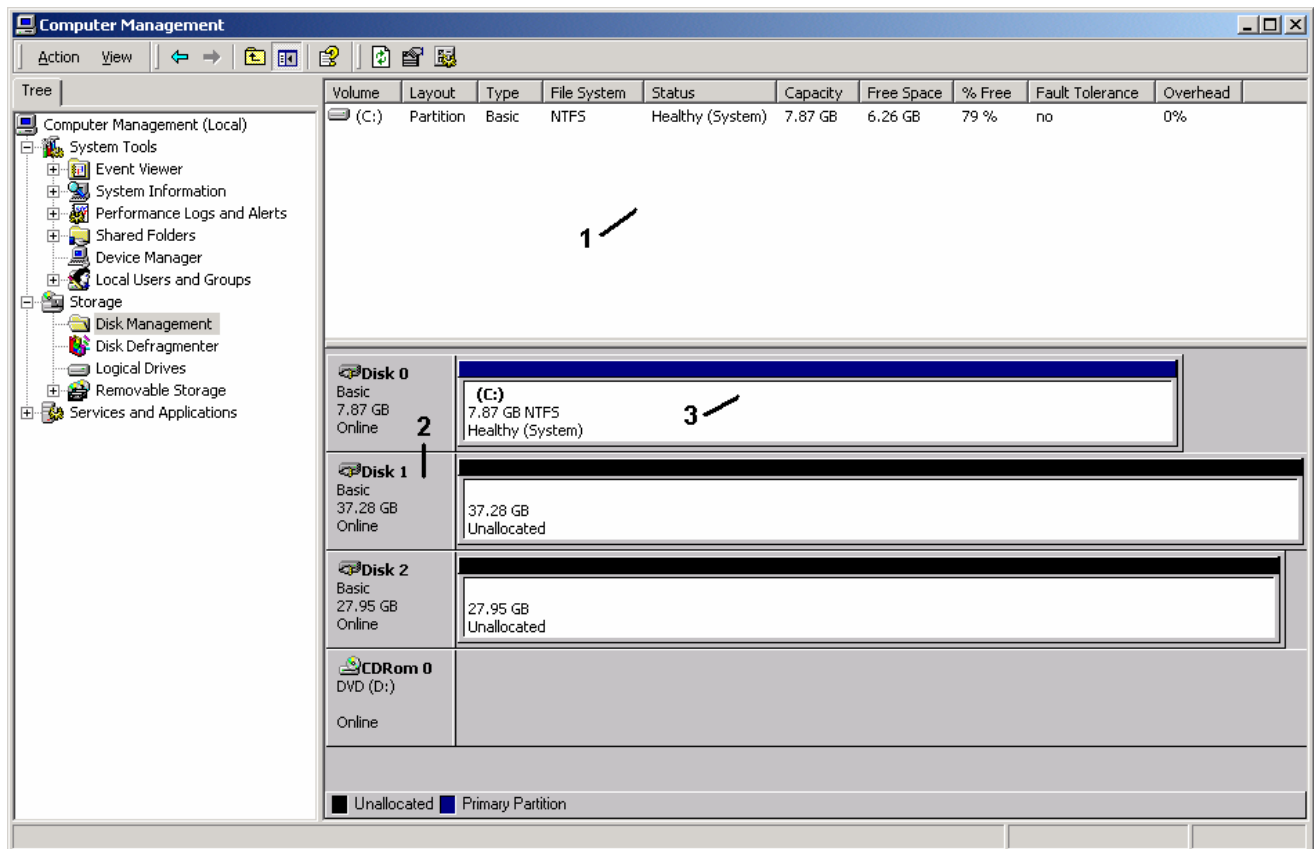 Computer Management
Action View
Tree
Computer Management (Local)
System Tools
Event Viewer
System Information
Performance Logs and Alerts
Shared Folders
Device Manager
Local Users and Groups
Storage
Disk Management
Disk Defragmenter
Logical Drives
Removable Storage
Services and Applications
Volume Layout Type File System Status Capacity Free Space % Free Fault Tolerance Overhead
(C:) Partition Basic NTFS Healthy (System) 7.87 GB 6.26 GB 79 % no 0%
1
Disk 0
Basic
7.87 GB
Online
(C:)
7.87 GB NTFS
Healthy (System)
3
2
Disk 1
Basic
37.28 GB
Online
37.28 GB
Unallocated
Disk 2
Basic
27.95 GB
Online
27.95 GB
Unallocated
CDRom 0
DVD (D:)
Online
Unallocated Primary Partition